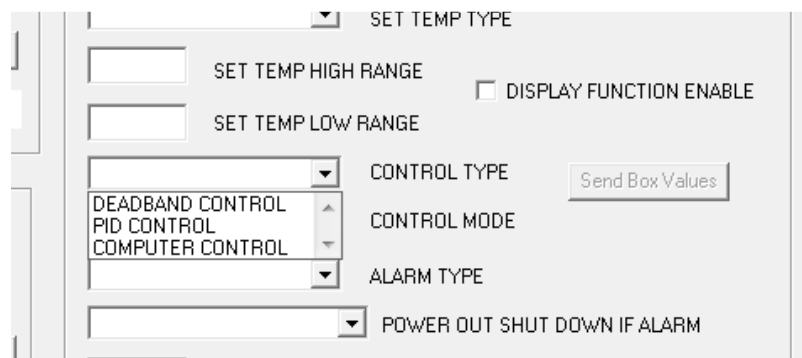 SET TEMP TYPE
SET TEMP HIGH RANGE
DISPLAY FUNCTION ENABLE
SET TEMP LOW RANGE
CONTROL TYPE
Send Box Values
DEADBAND CONTROL
PID CONTROL
COMPUTER CONTROL
CONTROL MODE
ALARM TYPE
POWER OUT SHUT DOWN IF ALARM